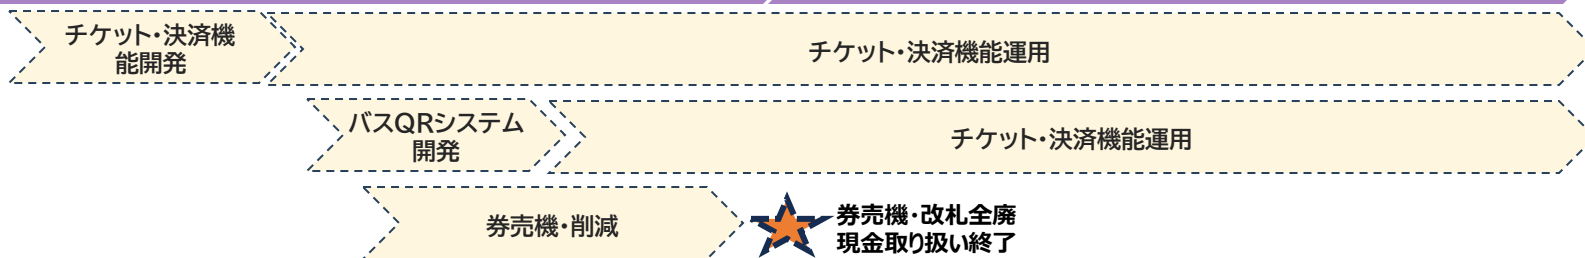 チケット・決済機
能開発
チケット・決済機能運用
バスQRシステム
開発
チケット・決済機能運用
券売機・削減
券売機・改札全廃
現金取り扱い終了